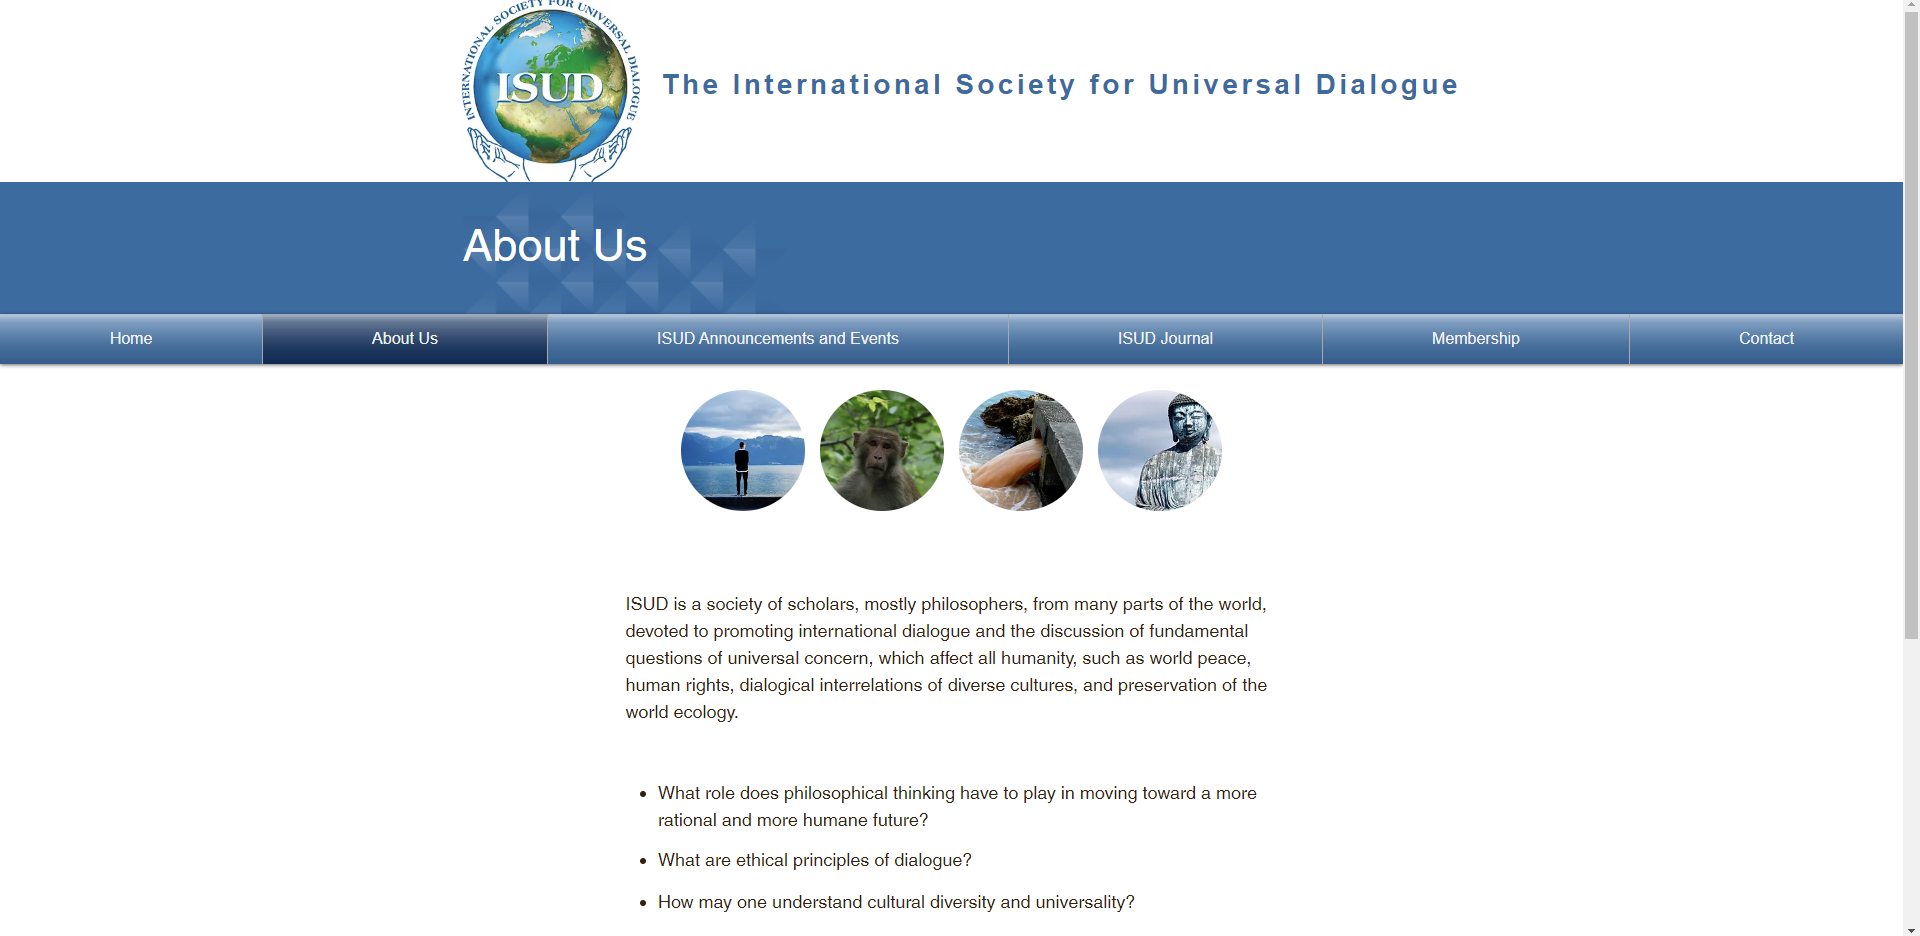 INTERNATIONAL SOCIETY FOR UNIVERSAL DIALOGUE
ISUD
The International Society for Universal Dialogue
About Us
Home
About Us
ISUD Announcements and Events
ISUD Journal
Membership
Contact
ISUD is a society of scholars, mostly philosophers, from many parts of the world,
devoted to promoting international dialogue and the discussion of fundamental
questions of universal concern, which affect all humanity, such as world peace,
human rights, dialogical interrelations of diverse cultures, and preservation of the
world ecology.
• What role does philosophical thinking have to play in moving toward a more
rational and more humane future?
• What are ethical principles of dialogue?
• How may one understand cultural diversity and universality?